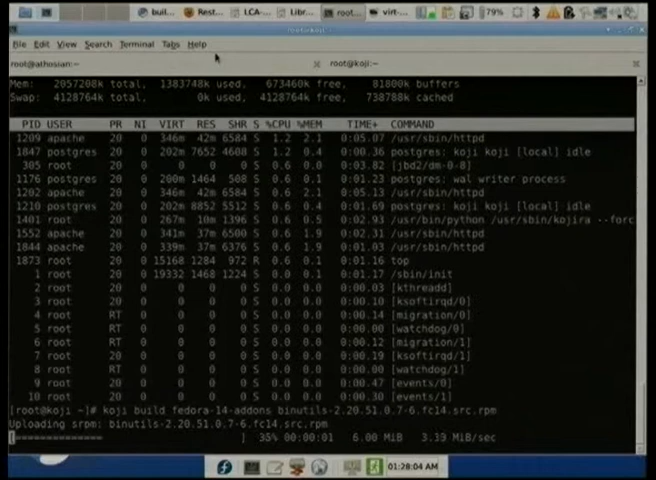 buil...
Rest...
LCA-...
Libr...
root...
virt-...
79%
File Edit View Search Terminal Tabs Help
root@athosian:~
root@koji:~
Mem: 2057208k total, 1383748k used, 673460k free, 81800k buffers
Swap: 4128764k total, 0k used, 4128764k free, 738788k cached
PID USER PR NI VIRT RES SHR S %CPU %MEM TIME+ COMMAND
1209 apache 20 0 346m 42m 6584 S 1.2 2.1 0:05.07 /usr/sbin/httpd
1847 postgres 20 0 202m 7652 4688 S 1.2 0.4 0:00.36 postgres: koji koji [local] idle
305 root 20 0 0 0 0 S 0.6 0.0 0:03.82 [jbd2/dm-0-8]
1176 postgres 20 0 200m 1464 508 S 0.6 0.1 0:01.23 postgres: wal writer process
1202 apache 20 0 346m 42m 6584 S 0.6 2.1 0:05.13 /usr/sbin/httpd
1210 postgres 20 0 202m 8852 5512 S 0.6 0.4 0:01.69 postgres: koji koji [local] idle
1401 root 20 0 267m 10m 1396 S 0.6 0.5 0:02.93 /usr/bin/python /usr/sbin/kojira --forc
1552 apache 20 0 341m 37m 6500 S 0.6 1.9 0:02.31 /usr/sbin/httpd
1844 apache 20 0 339m 37m 6376 S 0.6 1.9 0:01.03 /usr/sbin/httpd
1873 root 20 0 15168 1284 972 R 0.6 0.1 0:01.16 top
1 root 20 0 19332 1468 1224 S 0.0 0.1 0:01.17 /sbin/init
2 root 20 0 0 0 0 S 0.0 0.0 0:00.03 [kthreadd]
3 root 20 0 0 0 0 S 0.0 0.0 0:00.10 [ksoftirqd/0]
4 root RT 0 0 0 0 S 0.0 0.0 0:00.14 [migration/0]
5 root RT 0 0 0 0 S 0.0 0.0 0:00.00 [watchdog/0]
6 root RT 0 0 0 0 S 0.0 0.0 0:00.12 [migration/1]
7 root 20 0 0 0 0 S 0.0 0.0 0:00.19 [ksoftirqd/1]
8 root RT 0 0 0 0 S 0.0 0.0 0:00.00 [watchdog/1]
9 root 20 0 0 0 0 S 0.0 0.0 0:00.47 [events/0]
10 root 20 0 0 0 0 S 0.0 0.0 0:00.30 [events/1]
[root@koji ~]# koji build fedora-14-addons binutils-2.20.51.0.7-6.fc14.src.rpm
Uploading srpm: binutils-2.20.51.0.7-6.fc14.src.rpm
[============== ] 35% 00:00:01 6.00 MiB 3.39 MiB/sec
01:28:04 AM